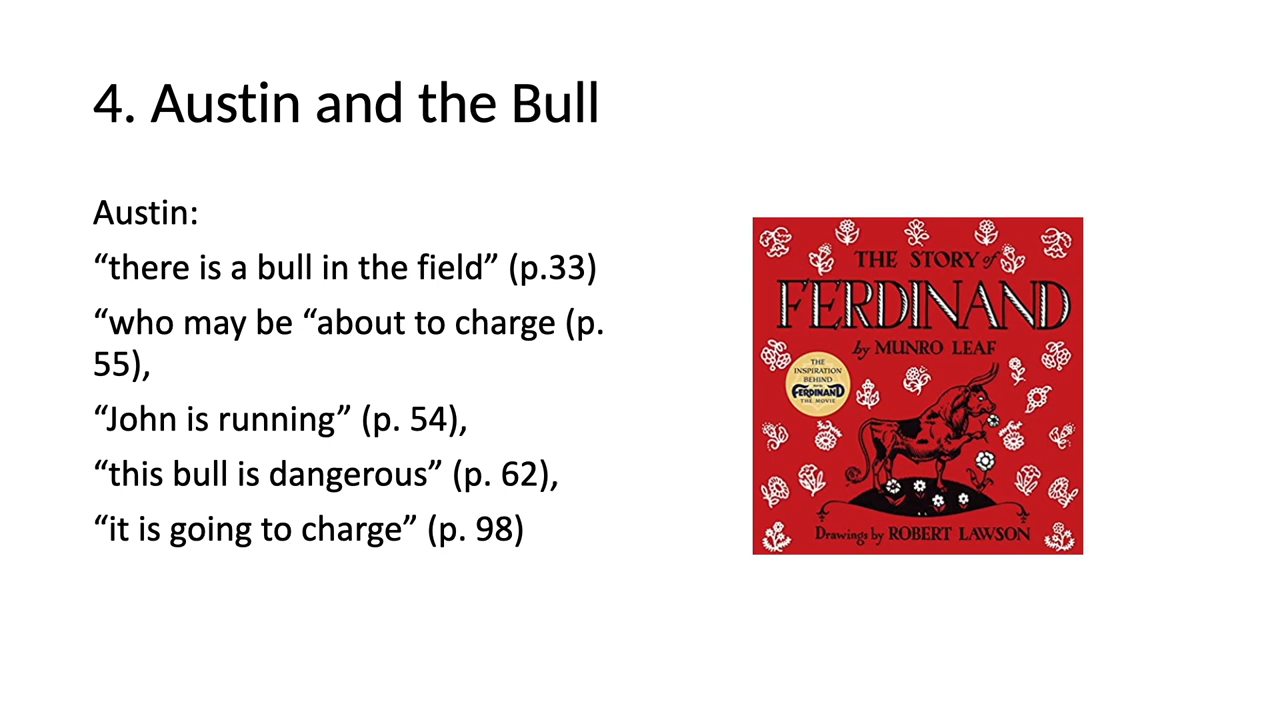 4. Austin and the Bull
Austin:
“there is a bull in the field” (p.33)
“who may be “about to charge (p.
55),
“John is running” (p. 54),
“this bull is dangerous” (p. 62),
“it is going to charge” (p. 98)
THE STORY of
FERDINAND
by MUNRO LEAF
THE
INSPIRATION
BEHIND
FERDINAND
THE MOVIE
Drawings by ROBERT LAWSON